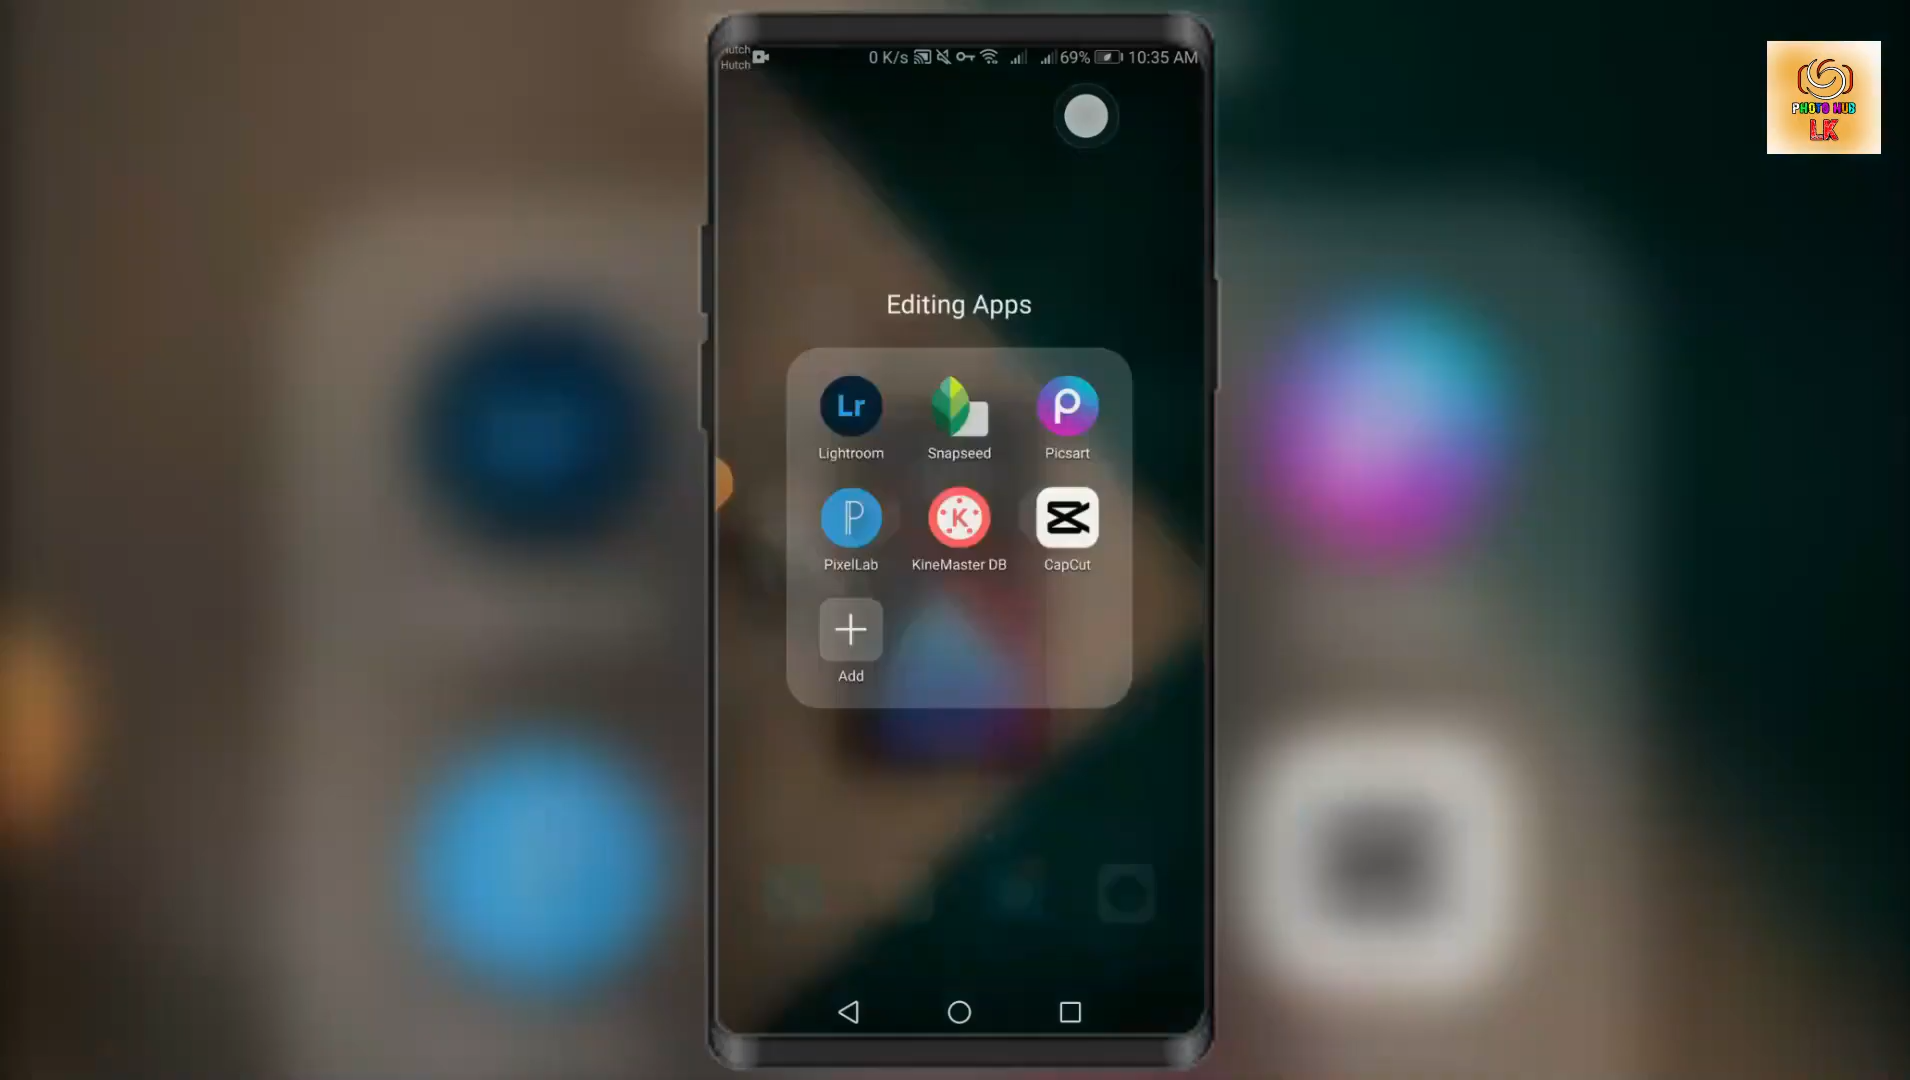 Hutch
Hutch
0 K/s
69%
10:35 AM
PHOTO HUB
LK
Editing Apps
Lr
Lightroom
Snapseed
Picsart
P
PixelLab
K
KineMaster DB
CapCut
Add